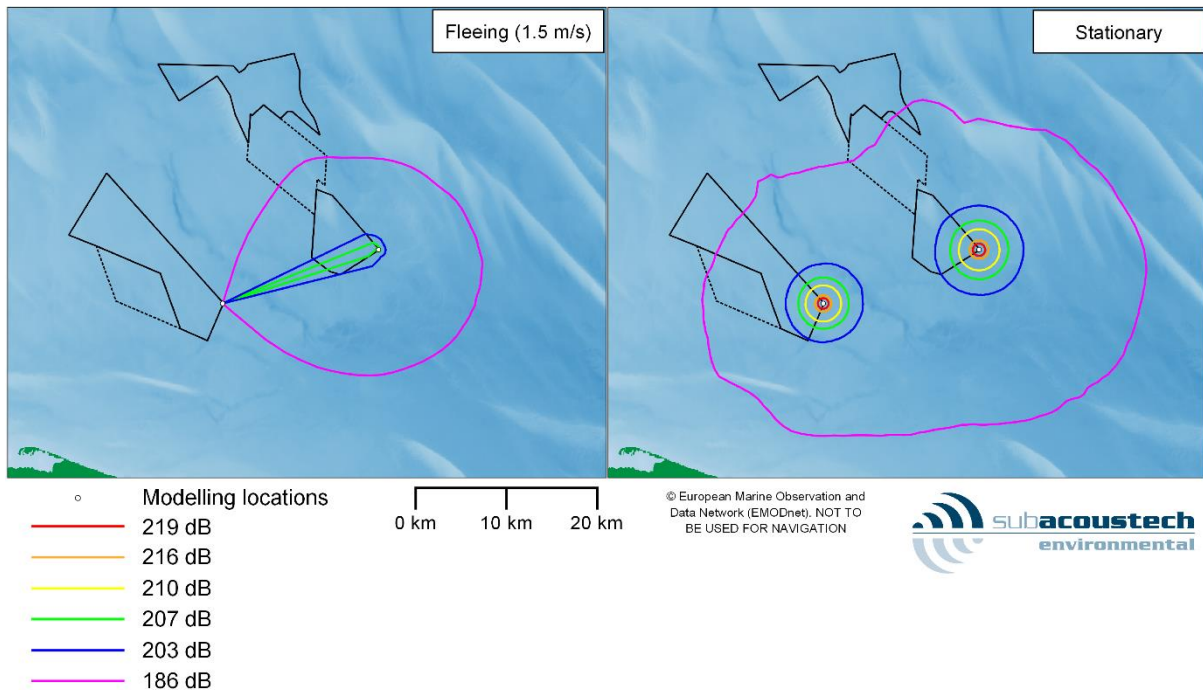 Fleeing (1.5 m/s)
Stationary
Modelling locations
219 dB
216 dB
210 dB
207 dB
203 dB
186 dB
0 km 10 km 20 km
© European Marine Observation and
Data Network (EMODnet). NOT TO
BE USED FOR NAVIGATION
subacoustech
environmental